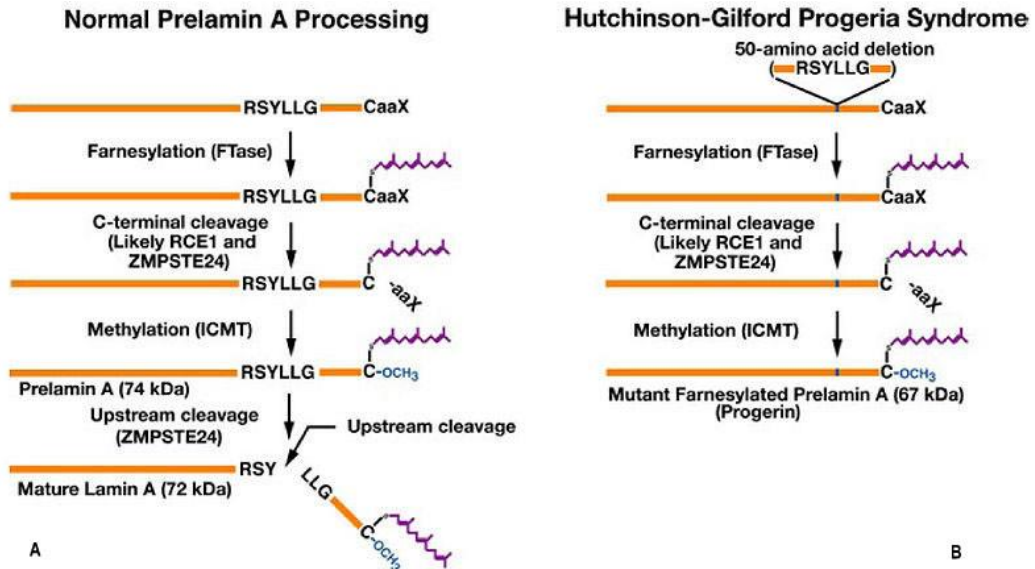 Normal Prelamin A Processing
RSYLLG CaaX
Farnesylation (FTase)
S
RSYLLG CaaX
C-terminal cleavage
(Likely RCE1 and
ZMPSTE24)
S
RSYLLG C -aaX
Methylation (ICMT)
S
RSYLLG C-OCH3
Prelamin A (74 kDa)
Upstream cleavage
(ZMPSTE24)
Upstream cleavage
RSY
LLG
Mature Lamin A (72 kDa)
S
C-OCH3
A
Hutchinson-Gilford Progeria Syndrome
50-amino acid deletion
(RSYLLG)
CaaX
Farnesylation (FTase)
S
CaaX
C-terminal cleavage
(Likely RCE1 and
ZMPSTE24)
S
C -aaX
Methylation (ICMT)
S
C-OCH3
Mutant Farnesylated Prelamin A (67 kDa)
(Progerin)
B